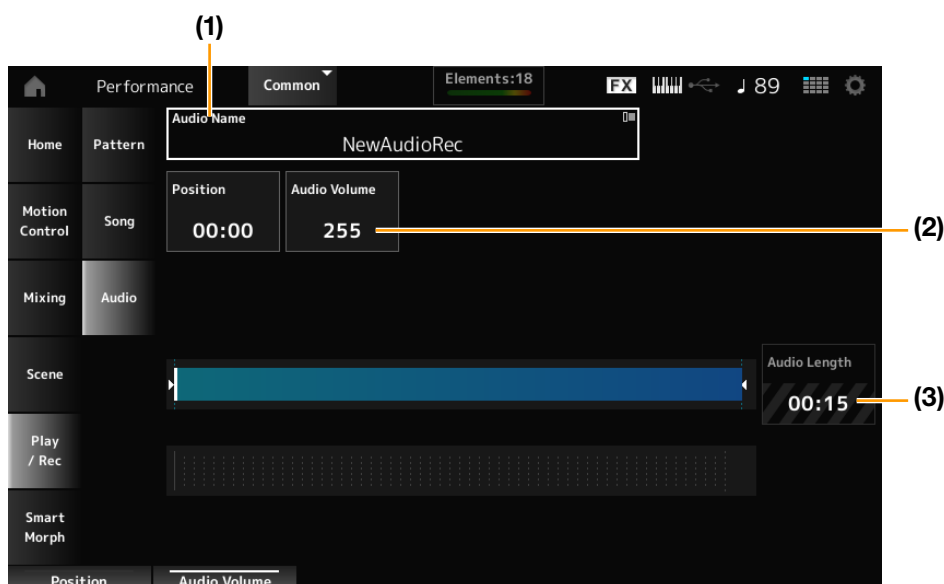 (1)
Performance
Common
Elements:18
FX
89
Home
Pattern
Audio Name
NewAudioRec
Motion
Control
Song
Position
00:00
Audio Volume
255
(2)
Mixing
Audio
Scene
Audio Length
00:15
(3)
Play
/ Rec
Smart
Morph
Position
Audio Volume